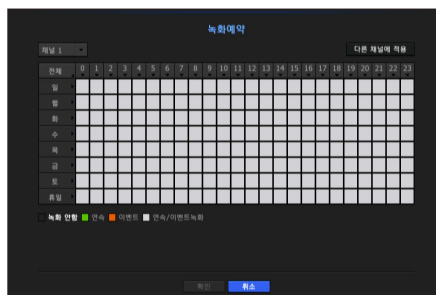 녹화예약
채널 1 다른 채널에 적용
전체 0 1 2 3 4 5 6 7 8 9 10 11 12 13 14 15 16 17 18 19 20 21 22 23
일
월
화
수
목
금
토
휴일
녹화 안함 연속 이벤트 연속/이벤트녹화
확인 취소